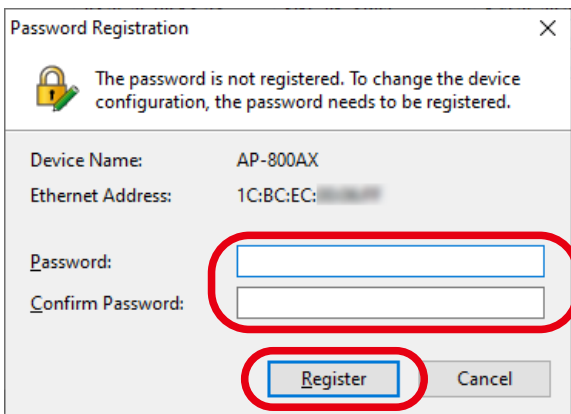 Password Registration
The password is not registered. To change the device
configuration, the password needs to be registered.
Device Name: AP-800AX
Ethernet Address: 1C:BC:EC:
Password:
Confirm Password:
Register Cancel